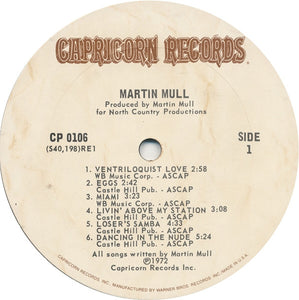 CAPRICORN RECORDS
MARTIN MULL
Produced by Martin Mull
for North Country Productions
CP 0106
(S40,198)RE1
SIDE
1
1. VENTRILOQUIST LOVE 2:58
WB Music Corp. - ASCAP
2. EGGS 2:42
Castle Hill Pub. - ASCAP
3. MIAMI 3:23
WB Music Corp. - ASCAP
4. LIVIN' ABOVE MY STATION 3:08
Castle Hill Pub. - ASCAP
5. LOSER'S SAMBA 4:53
Castle Hill Pub. - ASCAP
6. DANCING IN THE NUDE 5:24
Castle Hill Pub. - ASCAP
All songs written by Martin Mull
℗1972
Capricorn Records Inc.
CAPRICORN RECORDS INC. MANUFACTURED BY WARNER BROS. RECORDS INC. MADE IN U.S.A.